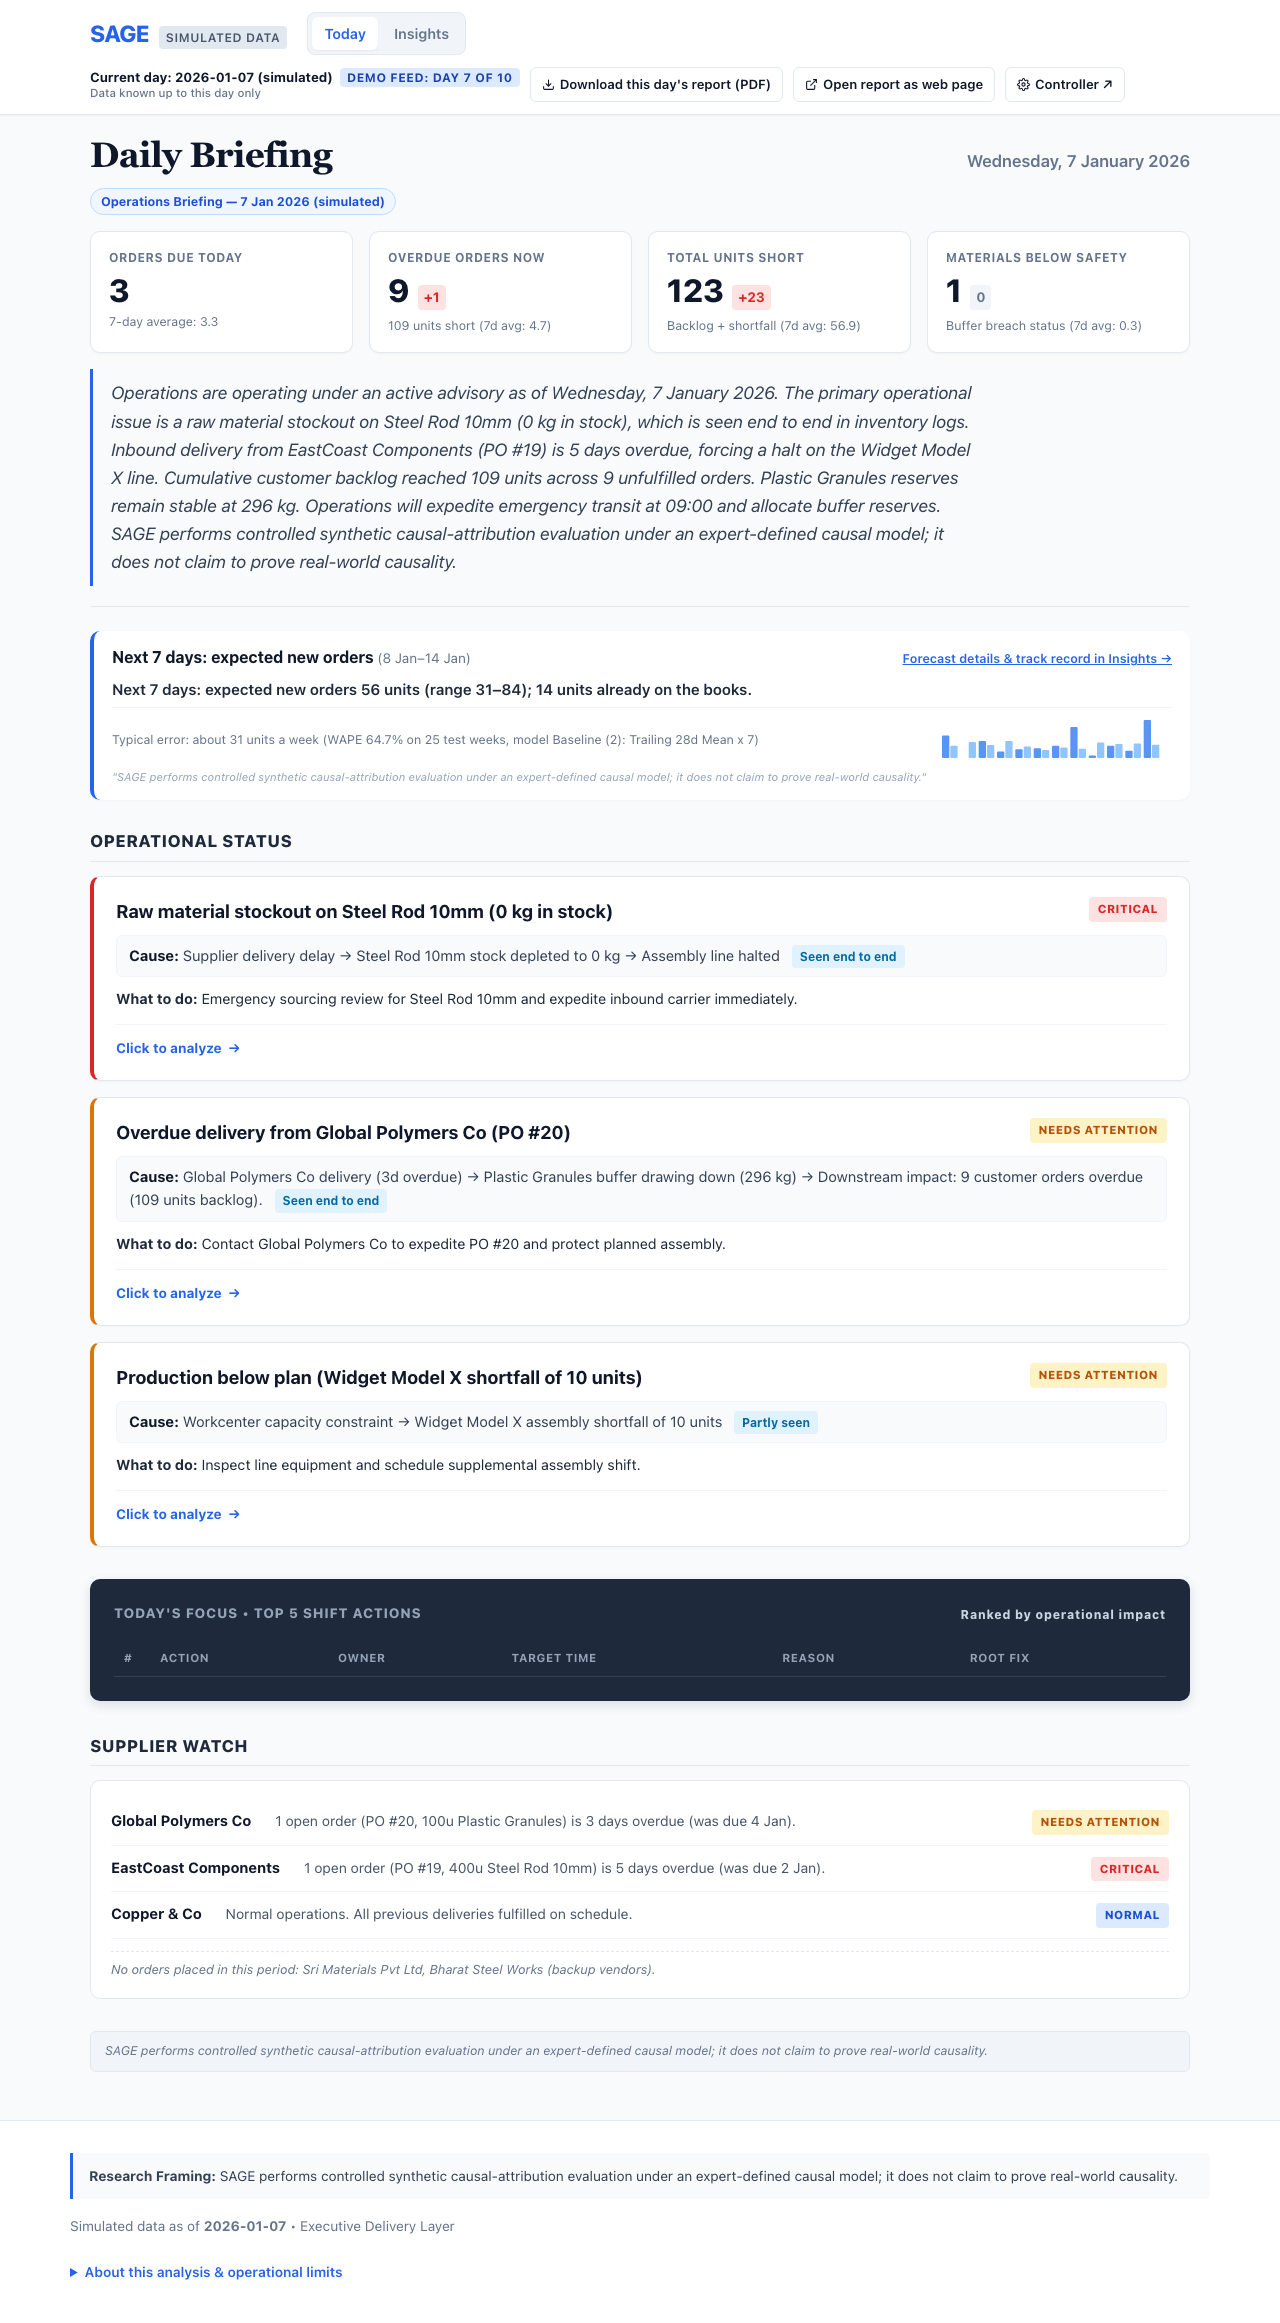 SAGE SIMULATED DATA Today Insights
Current day: 2026-01-07 (simulated) DEMO FEED: DAY 7 OF 10
Data known up to this day only
Download this day's report (PDF) Open report as web page Controller ↗
Daily Briefing
Wednesday, 7 January 2026
Operations Briefing — 7 Jan 2026 (simulated)
ORDERS DUE TODAY
3
7-day average: 3.3
OVERDUE ORDERS NOW
9 +1
109 units short (7d avg: 4.7)
TOTAL UNITS SHORT
123 +23
Backlog + shortfall (7d avg: 56.9)
MATERIALS BELOW SAFETY
1 0
Buffer breach status (7d avg: 0.3)
Operations are operating under an active advisory as of Wednesday, 7 January 2026. The primary operational
issue is a raw material stockout on Steel Rod 10mm (0 kg in stock), which is seen end to end in inventory logs.
Inbound delivery from EastCoast Components (PO #19) is 5 days overdue, forcing a halt on the Widget Model
X line. Cumulative customer backlog reached 109 units across 9 unfulfilled orders. Plastic Granules reserves
remain stable at 296 kg. Operations will expedite emergency transit at 09:00 and allocate buffer reserves.
SAGE performs controlled synthetic causal-attribution evaluation under an expert-defined causal model; it
does not claim to prove real-world causality.
Next 7 days: expected new orders (8 Jan–14 Jan)
Forecast details & track record in Insights →
Next 7 days: expected new orders 56 units (range 31–84); 14 units already on the books.
Typical error: about 31 units a week (WAPE 64.7% on 25 test weeks, model Baseline (2): Trailing 28d Mean x 7)
"SAGE performs controlled synthetic causal-attribution evaluation under an expert-defined causal model; it does not claim to prove real-world causality."
OPERATIONAL STATUS
Raw material stockout on Steel Rod 10mm (0 kg in stock)
CRITICAL
Cause: Supplier delivery delay → Steel Rod 10mm stock depleted to 0 kg → Assembly line halted Seen end to end
What to do: Emergency sourcing review for Steel Rod 10mm and expedite inbound carrier immediately.
Click to analyze →
Overdue delivery from Global Polymers Co (PO #20)
NEEDS ATTENTION
Cause: Global Polymers Co delivery (3d overdue) → Plastic Granules buffer drawing down (296 kg) → Downstream impact: 9 customer orders overdue
(109 units backlog). Seen end to end
What to do: Contact Global Polymers Co to expedite PO #20 and protect planned assembly.
Click to analyze →
Production below plan (Widget Model X shortfall of 10 units)
NEEDS ATTENTION
Cause: Workcenter capacity constraint → Widget Model X assembly shortfall of 10 units Partly seen
What to do: Inspect line equipment and schedule supplemental assembly shift.
Click to analyze →
TODAY'S FOCUS • TOP 5 SHIFT ACTIONS
Ranked by operational impact
# ACTION OWNER TARGET TIME REASON ROOT FIX
SUPPLIER WATCH
Global Polymers Co 1 open order (PO #20, 100u Plastic Granules) is 3 days overdue (was due 4 Jan). NEEDS ATTENTION
EastCoast Components 1 open order (PO #19, 400u Steel Rod 10mm) is 5 days overdue (was due 2 Jan). CRITICAL
Copper & Co Normal operations. All previous deliveries fulfilled on schedule. NORMAL
No orders placed in this period: Sri Materials Pvt Ltd, Bharat Steel Works (backup vendors).
SAGE performs controlled synthetic causal-attribution evaluation under an expert-defined causal model; it does not claim to prove real-world causality.
Research Framing: SAGE performs controlled synthetic causal-attribution evaluation under an expert-defined causal model; it does not claim to prove real-world causality.
Simulated data as of 2026-01-07 • Executive Delivery Layer
▶ About this analysis & operational limits